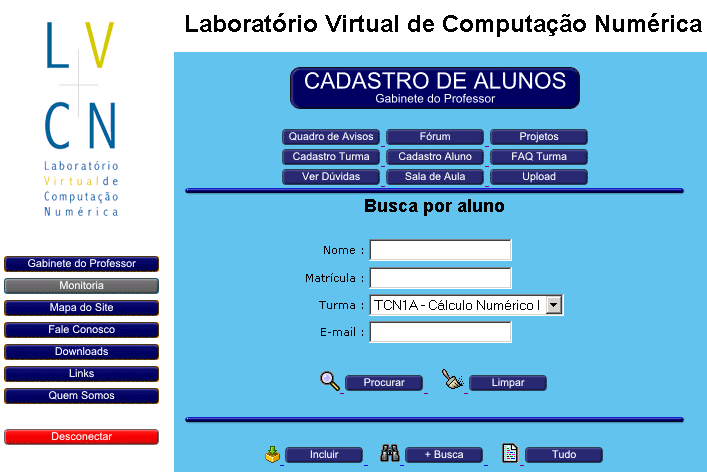 LV
CN
Laboratório
Virtual de
Computação
Numérica
Laboratório Virtual de Computação Numérica
CADASTRO DE ALUNOS
Gabinete do Professor
Quadro de Avisos Fórum Projetos
Cadastro Turma Cadastro Aluno FAQ Turma
Ver Dúvidas Sala de Aula Upload
Busca por aluno
Nome :
Matrícula :
Turma : TCN1A - Cálculo Numérico I
E-mail :
Procurar Limpar
Incluir + Busca Tudo
Gabinete do Professor
Monitoria
Mapa do Site
Fale Conosco
Downloads
Links
Quem Somos
Desconectar